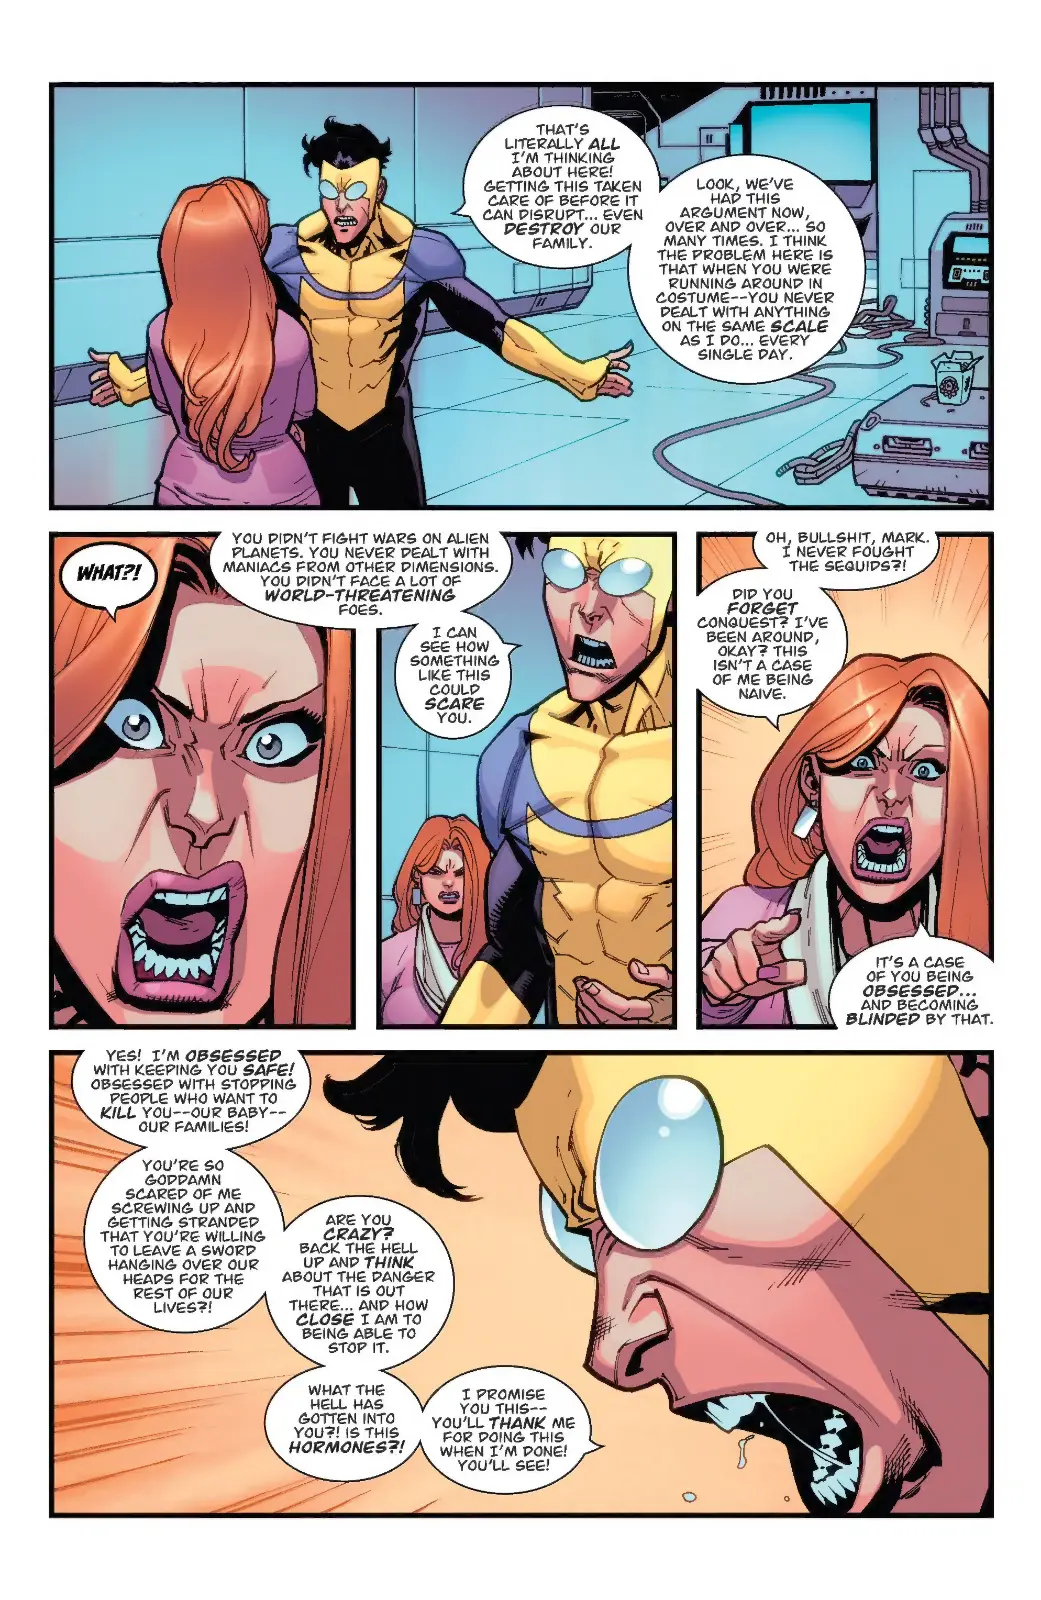 THAT'S
LITERALLY ALL
I'M THINKING
ABOUT HERE!
GETTING THIS TAKEN
CARE OF BEFORE IT
CAN DISRUPT... EVEN
DESTROY OUR
FAMILY.
LOOK, WE'VE
HAD THIS
ARGUMENT NOW,
OVER AND OVER... SO
MANY TIMES. I THINK
THE PROBLEM HERE IS
THAT WHEN YOU WERE
RUNNING AROUND IN
COSTUME--YOU NEVER
DEALT WITH ANYTHING
ON THE SAME SCALE
AS I DO... EVERY
SINGLE DAY.
WHAT?!
YOU DIDN'T FIGHT WARS ON ALIEN
PLANETS. YOU NEVER DEALT WITH
MANIACS FROM OTHER DIMENSIONS.
YOU DIDN'T FACE A LOT OF
WORLD-THREATENING
FOES.
I CAN
SEE HOW
SOMETHING
LIKE THIS
COULD
SCARE
YOU.
OH, BULLSHIT, MARK.
I NEVER FOUGHT
THE SEQUIDS?!
DID YOU
FORGET
CONQUEST? I'VE
BEEN AROUND,
OKAY? THIS
ISN'T A CASE
OF ME BEING
NAIVE.
IT'S A CASE
OF YOU BEING
OBSESSED...
AND BECOMING
BLINDED BY THAT.
YES! I'M OBSESSED
WITH KEEPING YOU SAFE!
OBSESSED WITH STOPPING
PEOPLE WHO WANT TO
KILL YOU--OUR BABY--
OUR FAMILIES!
YOU'RE SO
GODDAMN
SCARED OF ME
SCREWING UP AND
GETTING STRANDED
THAT YOU'RE WILLING
TO LEAVE A SWORD
HANGING OVER OUR
HEADS FOR THE
REST OF OUR
LIVES?!
ARE YOU
CRAZY?
BACK THE HELL
UP AND THINK
ABOUT THE DANGER
THAT IS OUT
THERE... AND HOW
CLOSE I AM TO
BEING ABLE TO
STOP IT.
WHAT THE
HELL HAS
GOTTEN INTO
YOU?! IS THIS
HORMONES?!
I PROMISE
YOU THIS--
YOU'LL THANK ME
FOR DOING THIS
WHEN I'M DONE!
YOU'LL SEE!